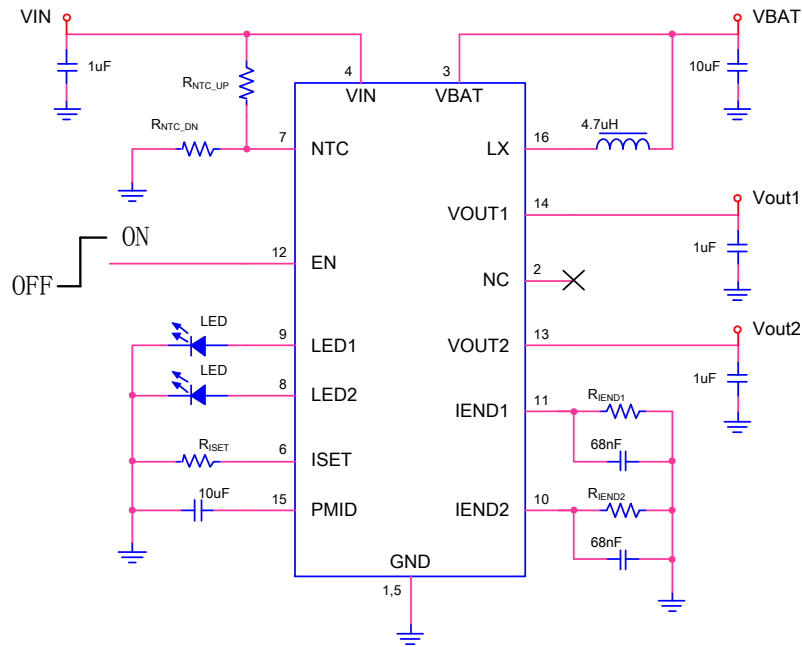 VIN
VBAT
1uF
4
3
10uF
RNTC_UP
VIN
VBAT
RNTC_DN
7
NTC
LX
16
4.7uH
14
Vout1
VOUT1
ON
12
EN
2
NC
1uF
OFF
LED
9
LED1
VOUT2
13
Vout2
LED
8
LED2
1uF
11
IEND1
RIEND1
RISET
6
ISET
68nF
10uF
15
PMID
IEND2
10
RIEND2
68nF
GND
1,5